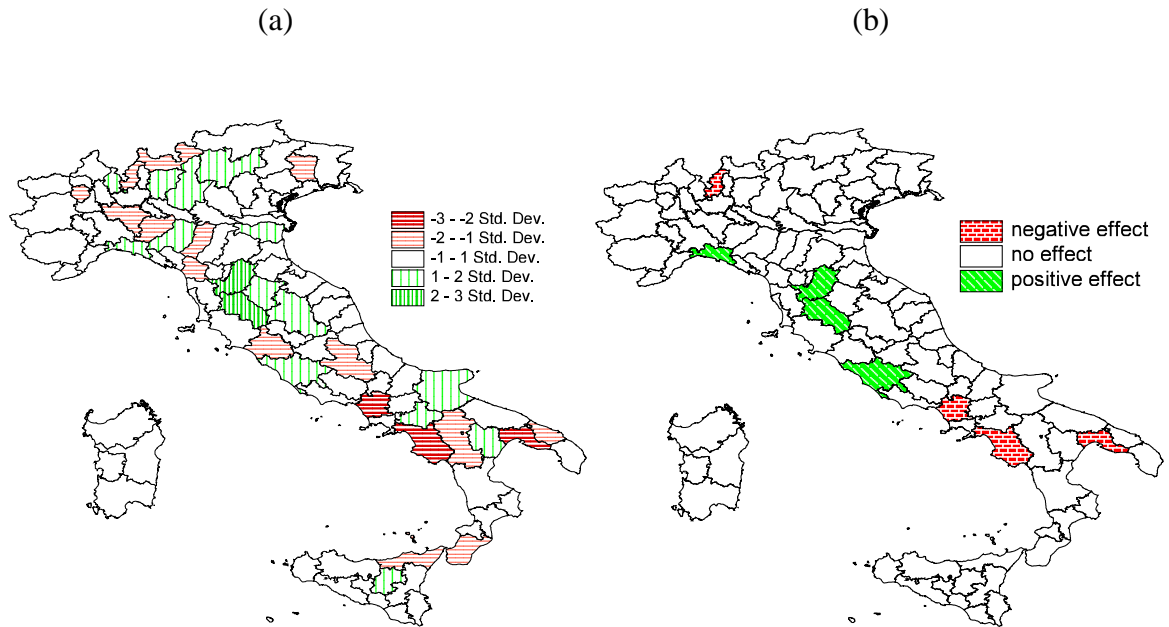 (a)
(b)
-3 - -2 Std. Dev.
-2 - -1 Std. Dev.
-1 - 1 Std. Dev.
1 - 2 Std. Dev.
2 - 3 Std. Dev.
negative effect
no effect
positive effect